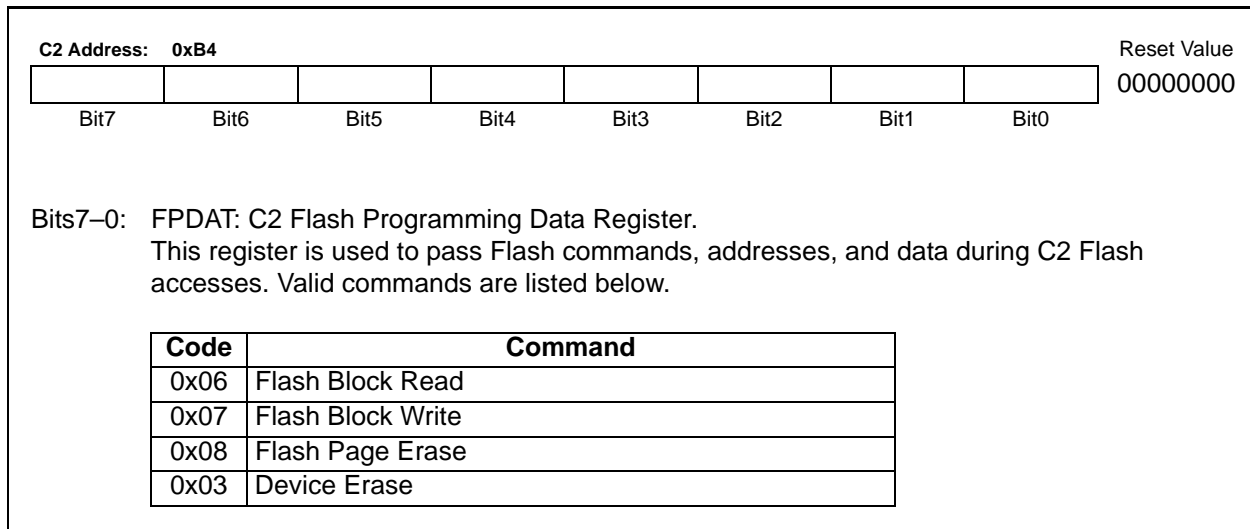 C2 Address: 0xB4 Reset Value
00000000
Bit7 Bit6 Bit5 Bit4 Bit3 Bit2 Bit1 Bit0
Bits7–0: FPDAT: C2 Flash Programming Data Register.
This register is used to pass Flash commands, addresses, and data during C2 Flash
accesses. Valid commands are listed below.
Code Command
0x06 Flash Block Read
0x07 Flash Block Write
0x08 Flash Page Erase
0x03 Device Erase